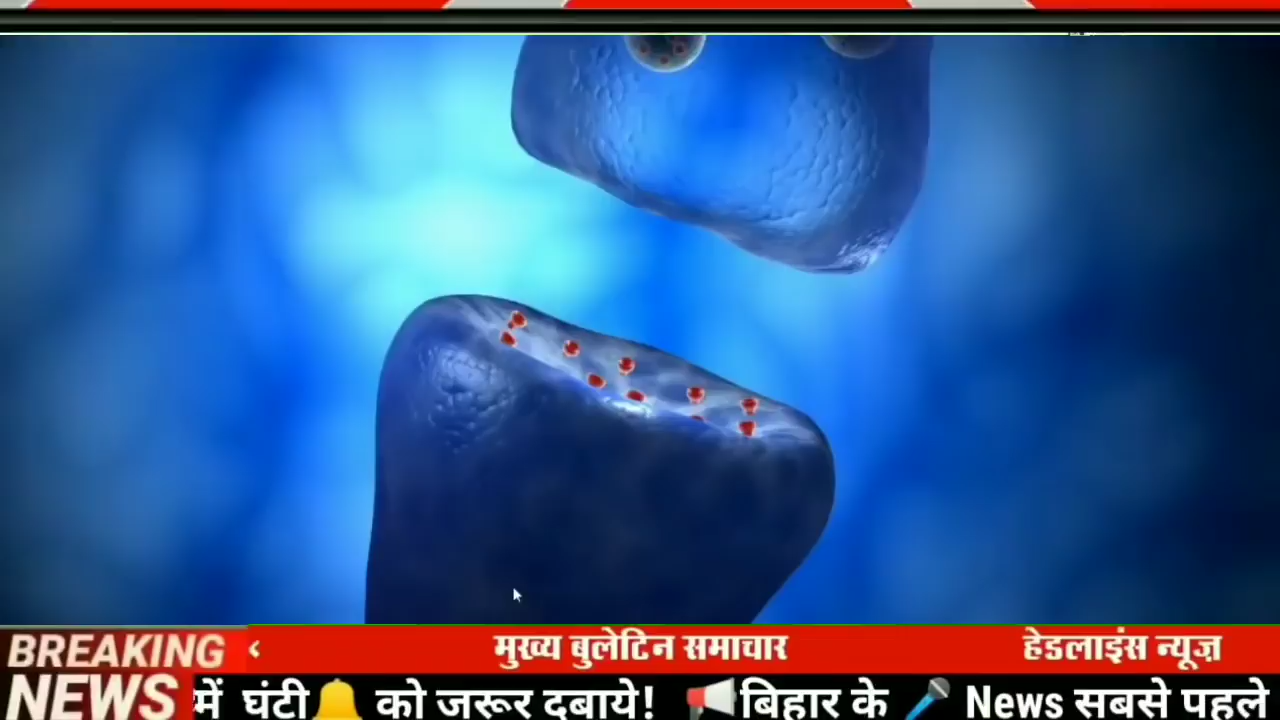 BREAKING
NEWS
मुख्य बुलेटिन समाचार
हेडलाइंस न्यूज़
में घंटी को जरूर दबाये! बिहार के News सबसे पहले